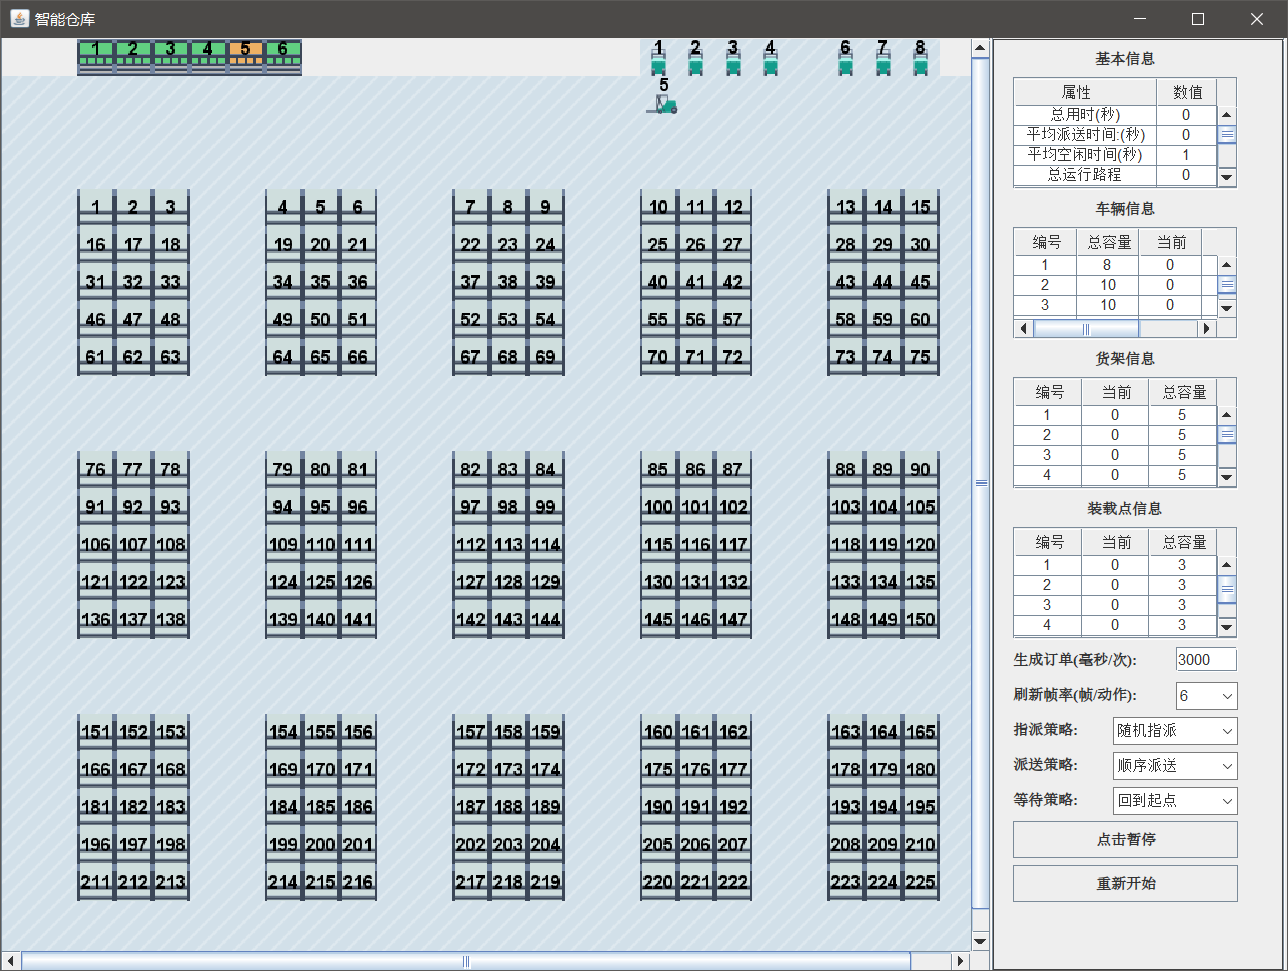 智能仓库
1 2 3 4 5 6
1 2 3 4 6 7 8
5
1 2 3 4 5 6 7 8 9 10 11 12 13 14 15
16 17 18 19 20 21 22 23 24 25 26 27 28 29 30
31 32 33 34 35 36 37 38 39 40 41 42 43 44 45
46 47 48 49 50 51 52 53 54 55 56 57 58 59 60
61 62 63 64 65 66 67 68 69 70 71 72 73 74 75
76 77 78 79 80 81 82 83 84 85 86 87 88 89 90
91 92 93 94 95 96 97 98 99 100 101 102 103 104 105
106 107 108 109 110 111 112 113 114 115 116 117 118 119 120
121 122 123 124 125 126 127 128 129 130 131 132 133 134 135
136 137 138 139 140 141 142 143 144 145 146 147 148 149 150
151 152 153 154 155 156 157 158 159 160 161 162 163 164 165
166 167 168 169 170 171 172 173 174 175 176 177 178 179 180
181 182 183 184 185 186 187 188 189 190 191 192 193 194 195
196 197 198 199 200 201 202 203 204 205 206 207 208 209 210
211 212 213 214 215 216 217 218 219 220 221 222 223 224 225
基本信息
属性 数值
总用时(秒) 0
平均派送时间:(秒) 0
平均空闲时间(秒) 1
总运行路程 0
车辆信息
编号 总容量 当前
1 8 0
2 10 0
3 10 0
货架信息
编号 当前 总容量
1 0 5
2 0 5
3 0 5
4 0 5
装载点信息
编号 当前 总容量
1 0 3
2 0 3
3 0 3
4 0 3
生成订单(毫秒/次): 3000
刷新帧率(帧/动作): 6
指派策略: 随机指派
派送策略: 顺序派送
等待策略: 回到起点
点击暂停
重新开始